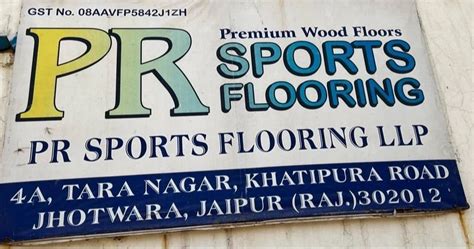 GST No. 08AAVFP5842J1ZH
Premium Wood Floors
PR SPORTS
FLOORING
PR SPORTS FLOORING LLP
4A, TARA NAGAR, KHATIPURA ROAD
JHOTWARA, JAIPUR (RAJ.)302012